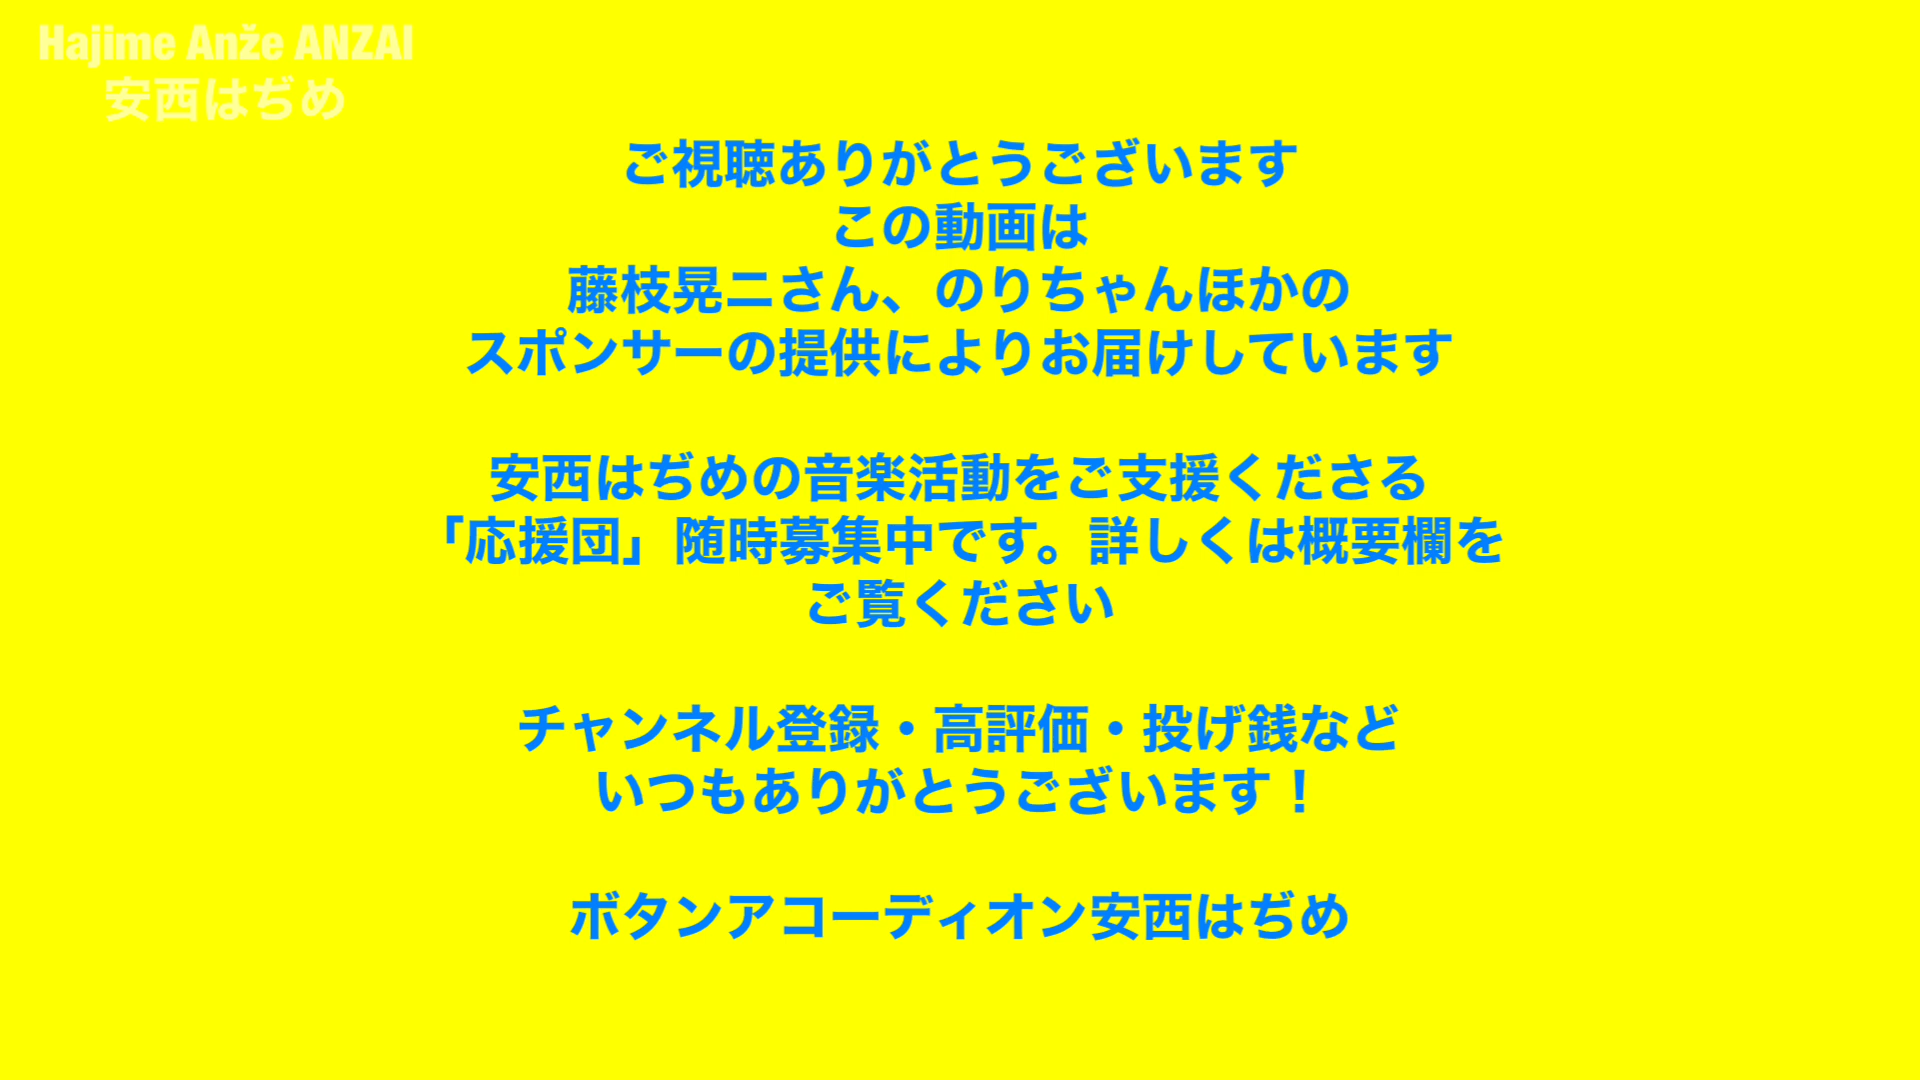 Hajime Anže ANZAI
安西はぢめ
ご視聴ありがとうございます
この動画は
藤枝晃ニさん、のりちゃんほかの
スポンサーの提供によりお届けしています
安西はぢめの音楽活動をご支援くださる
「応援団」随時募集中です。詳しくは概要欄を
ご覧ください
チャンネル登録・高評価・投げ銭など
いつもありがとうございます！
ボタンアコーディオン安西はぢめ